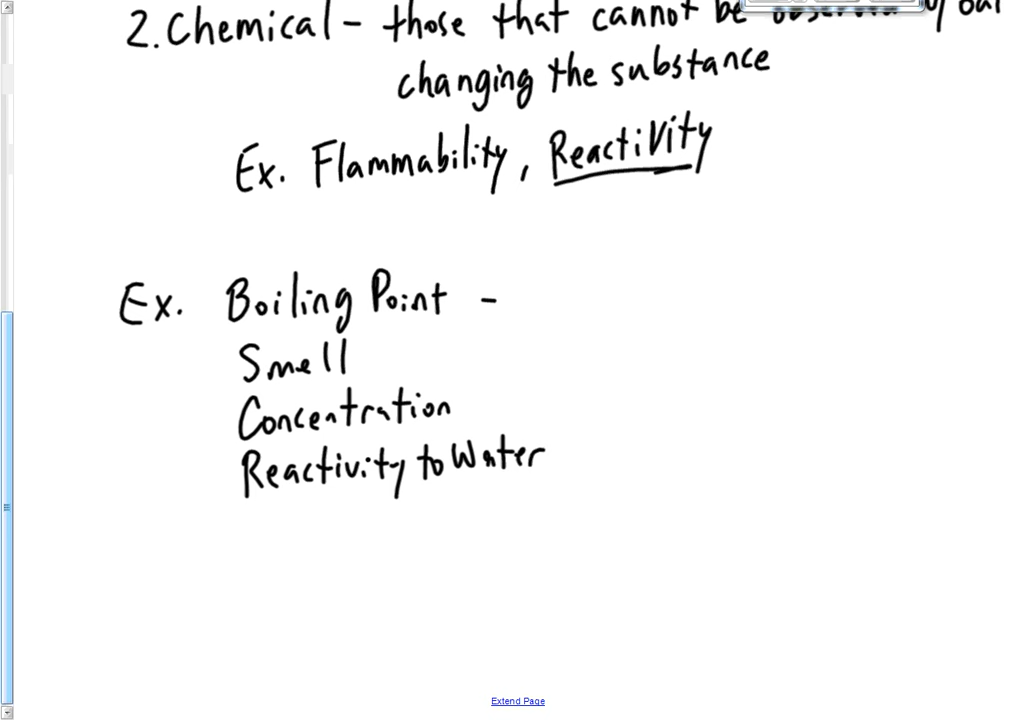 2. Chemical - those that cannot be
changing the substance
Ex. Flammability, Reactivity
Ex. Boiling Point -
Smell
Concentration
Reactivity to Water
Extend Page